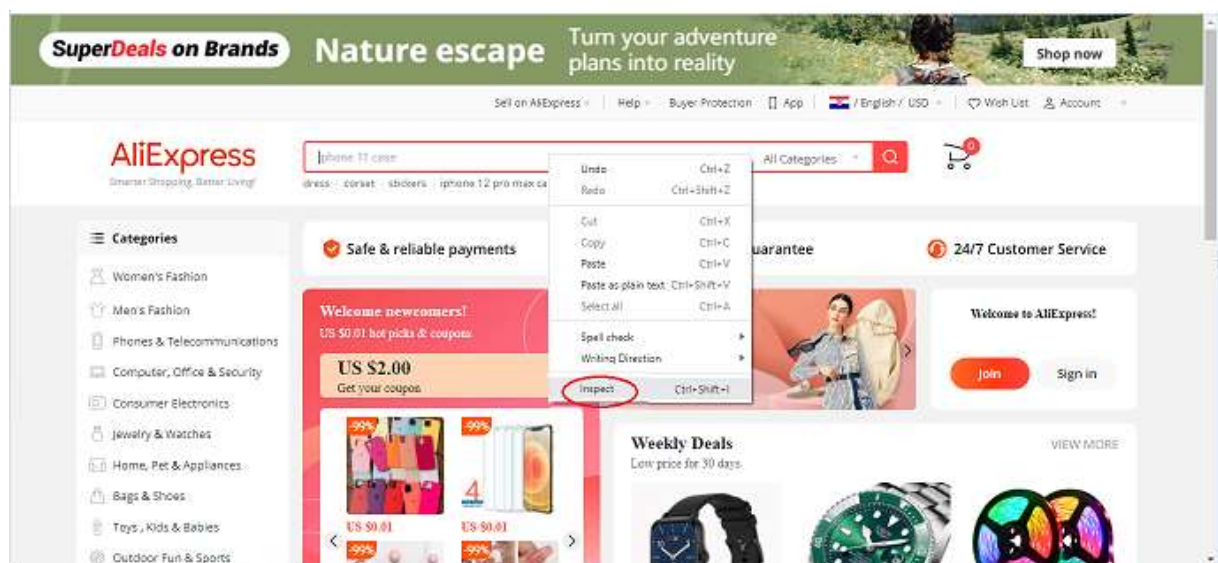 SuperDeals on Brands
Nature escape
Turn your adventure
plans into reality
Shop now
Sell on AliExpress
Help
Buyer Protection
App
/ English / USD
Wish List
Account
AliExpress
Smarter Shopping, Better Living!
iphone 11 case
All Categories
0
dress corset stickers iphone 12 pro max ca
Undo Ctrl+Z
Redo Ctrl+Shift+Z
Cut Ctrl+X
Copy Ctrl+C
Paste Ctrl+V
Paste as plain text Ctrl+Shift+V
Select all Ctrl+A
Spell check
Writing Direction
Inspect Ctrl+Shift+I
Categories
Women's Fashion
Men's Fashion
Phones & Telecommunications
Computer, Office & Security
Consumer Electronics
Jewelry & Watches
Home, Pet & Appliances
Bags & Shoes
Toys , Kids & Babies
Outdoor Fun & Sports
Safe & reliable payments
uarantee
24/7 Customer Service
Welcome newcomers!
US $0.01 hot picks & coupons
US $2.00
Get your coupon
-99%
-99%
4
US $0.01
US $0.01
-99%
-99%
Welcome to AliExpress!
Join
Sign in
Weekly Deals
VIEW MORE
Low price for 30 days